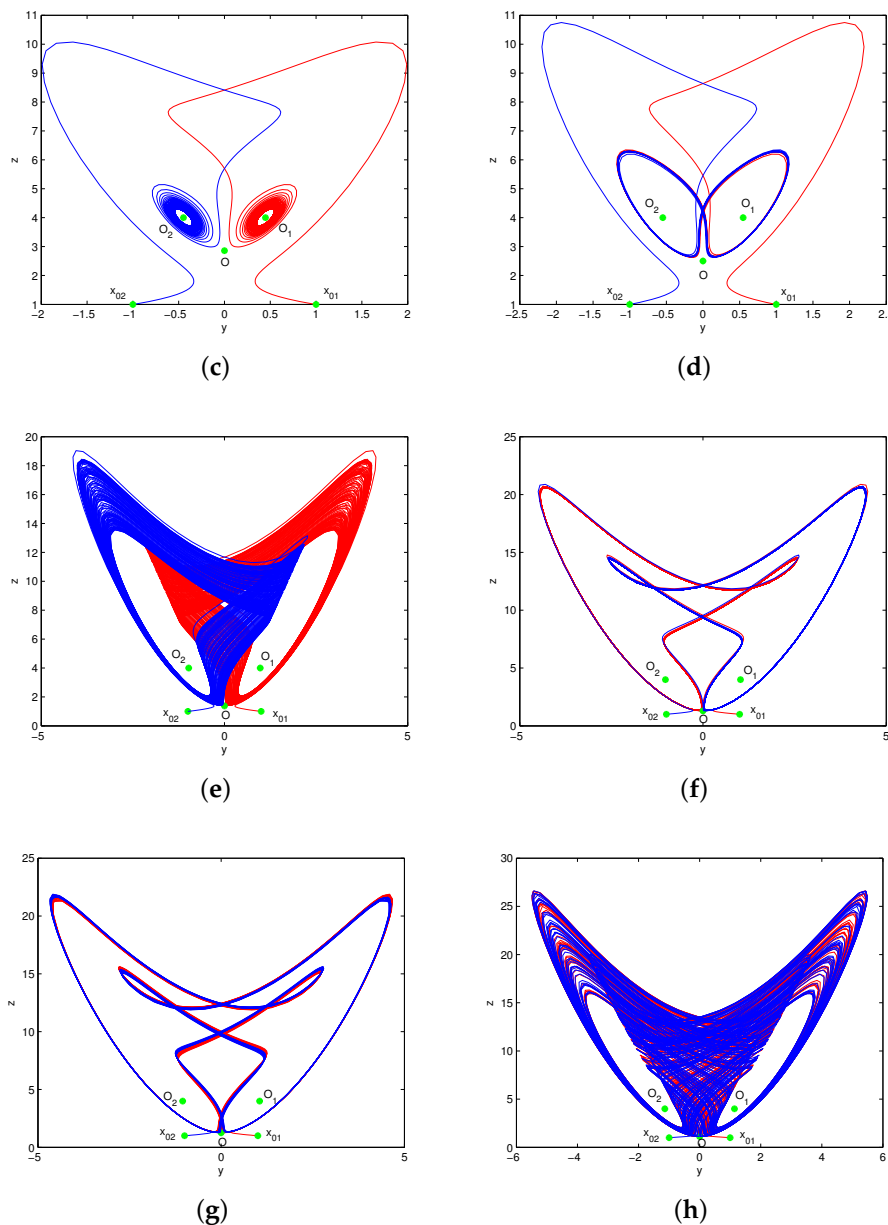 11
10
9
8
7
6
5
4
3
2
1
z
O2
O1
O
x02
x01
−2 −1.5 −1 −0.5 0 0.5 1 1.5 2
y
(c)
11
10
9
8
7
6
5
4
3
2
1
z
O2
O1
O
x02
x01
−2.5 −2 −1.5 −1 −0.5 0 0.5 1 1.5 2 2.
y
(d)
20
18
16
14
12
10
8
6
4
2
0
z
O2
O1
O
x02
x01
−5 0 5
y
(e)
25
20
15
10
5
0
z
O2
O1
O
x02
x01
−5 0 5
y
(f)
25
20
15
10
5
0
z
O2
O1
O
x02
x01
−5 0 5
y
(g)
30
25
20
15
10
5
0
z
O2
O1
O
x02
x01
−6 −4 −2 0 2 4 6
y
(h)